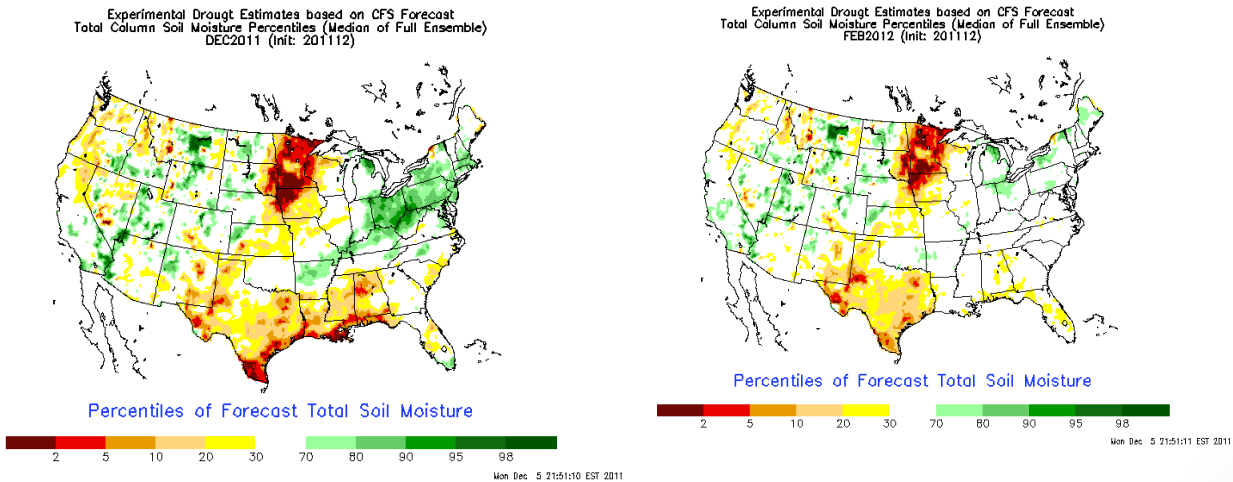 Experimental Drougt Estimates based on CFS Forecast
Total Column Soil Moisture Percentiles (Median of Full Ensemble)
DEC2011 (Init: 201112)
Percentiles of Forecast Total Soil Moisture
2 5 10 20 30 70 80 90 95 98
Mon Dec 5 21:51:10 EST 2011
Experimental Drougt Estimates based on CFS Forecast
Total Column Soil Moisture Percentiles (Median of Full Ensemble)
FEB2012 (Init: 201112)
Percentiles of Forecast Total Soil Moisture
2 5 10 20 30 70 80 90 95 98
Mon Dec 5 21:51:11 EST 2011